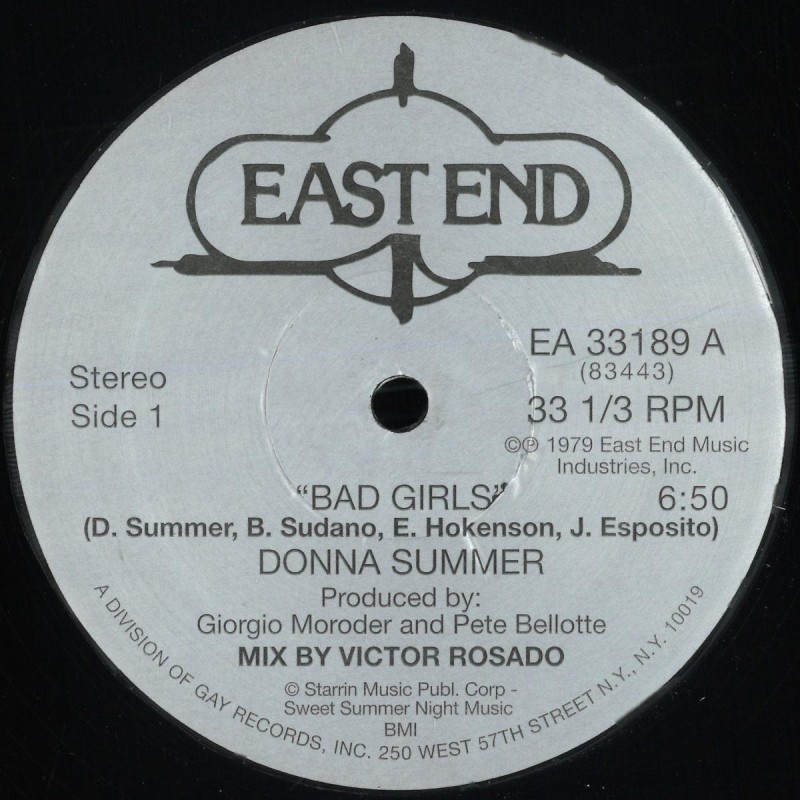 EAST END
EA 33189 A
(83443)
Stereo
Side 1
33 1/3 RPM
©℗ 1979 East End Music
Industries, Inc.
"BAD GIRLS" 6:50
(D. Summer, B. Sudano, E. Hokenson, J. Esposito)
DONNA SUMMER
Produced by:
Giorgio Moroder and Pete Bellotte
MIX BY VICTOR ROSADO
© Starrin Music Publ. Corp -
Sweet Summer Night Music
BMI
A DIVISION OF GAY RECORDS, INC. 250 WEST 57TH STREET N.Y., N.Y. 10019